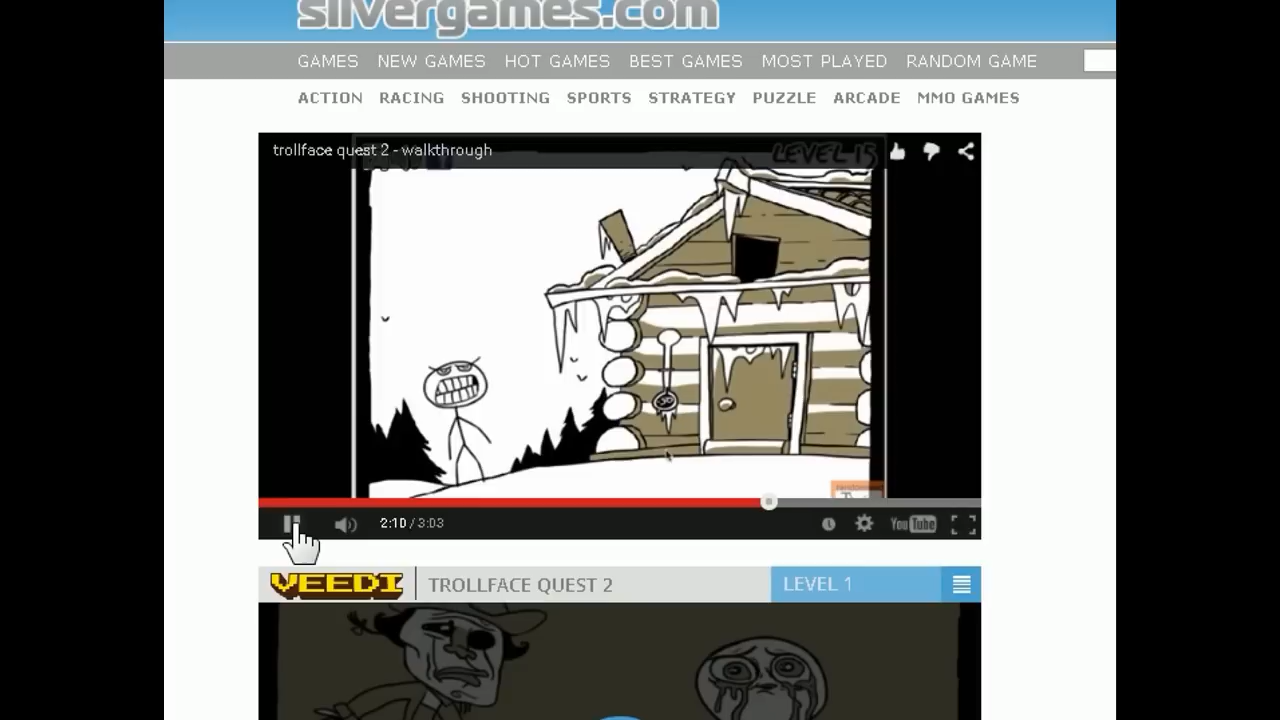 silvergames.com
GAMES NEW GAMES HOT GAMES BEST GAMES MOST PLAYED RANDOM GAME
ACTION RACING SHOOTING SPORTS STRATEGY PUZZLE ARCADE MMO GAMES
trollface quest 2 - walkthrough
LEVEL 15
2:10 / 3:03
YouTube
VEEDI TROLLFACE QUEST 2 LEVEL 1